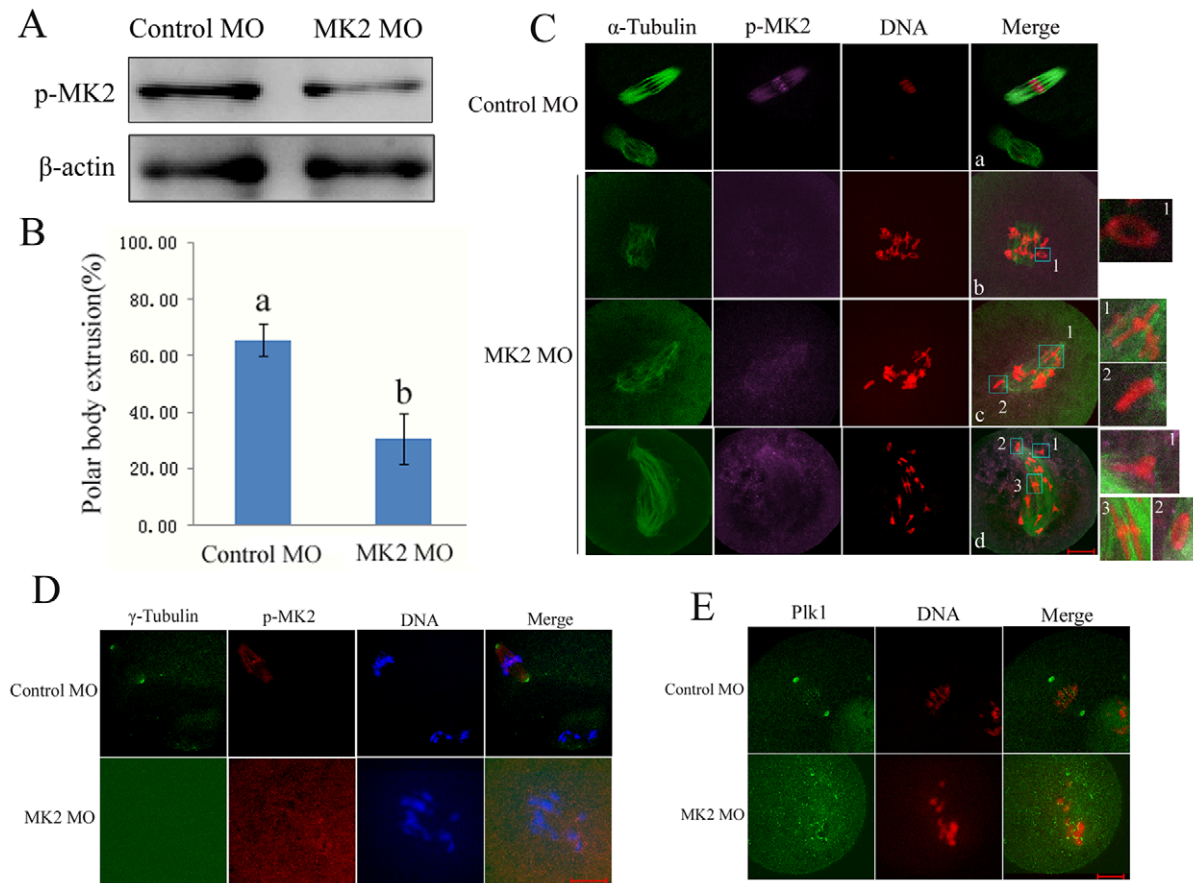 A
Control MO MK2 MO
p-MK2
β-actin
B
Polar body extrusion(%)
100. 00
80. 00
60. 00
40. 00
20. 00
0. 00
a
b
Control MO MK2 MO
C
α-Tubulin p-MK2 DNA Merge
Control MO
a
MK2 MO
1
b
1
1
2
c
1
2
2 1
3
d
1
3 2
D
γ-Tubulin p-MK2 DNA Merge
Control MO
MK2 MO
E
Plk1 DNA Merge
Control MO
MK2 MO